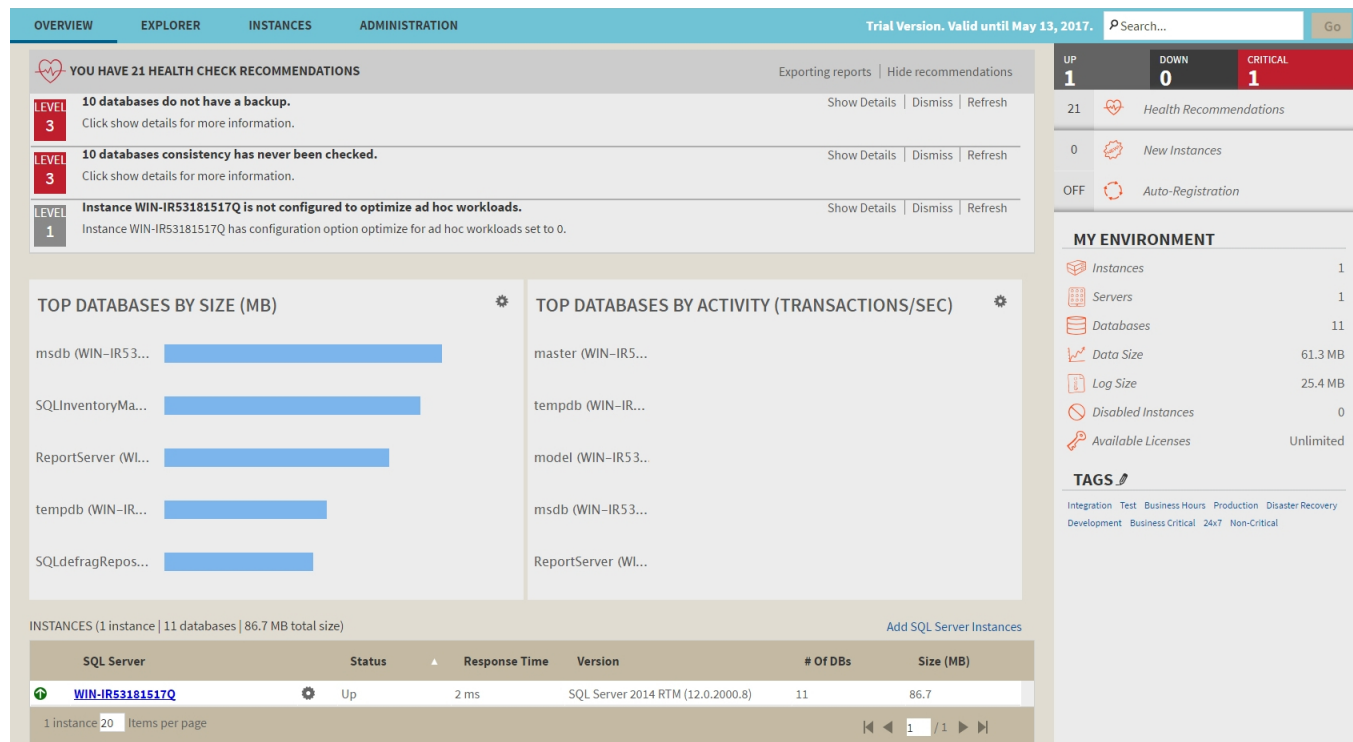 OVERVIEW EXPLORER INSTANCES ADMINISTRATION Trial Version. Valid until May 13, 2017. Search... Go
YOU HAVE 21 HEALTH CHECK RECOMMENDATIONS Exporting reports | Hide recommendations
LEVEL 3 10 databases do not have a backup. Show Details | Dismiss | Refresh
Click show details for more information.
LEVEL 3 10 databases consistency has never been checked. Show Details | Dismiss | Refresh
Click show details for more information.
LEVEL 1 Instance WIN-IR53181517Q is not configured to optimize ad hoc workloads. Show Details | Dismiss | Refresh
Instance WIN-IR53181517Q has configuration option optimize for ad hoc workloads set to 0.
TOP DATABASES BY SIZE (MB)
msdb (WIN-IR53...
SQLInventoryMa...
ReportServer (WI...
tempdb (WIN-IR...
SQLdefragRepos...
TOP DATABASES BY ACTIVITY (TRANSACTIONS/SEC)
master (WIN-IR5...
tempdb (WIN-IR...
model (WIN-IR53...
msdb (WIN-IR53...
ReportServer (WI...
INSTANCES (1 instance | 11 databases | 86.7 MB total size) Add SQL Server Instances
SQL Server Status Response Time Version # Of DBs Size (MB)
WIN-IR53181517Q Up 2 ms SQL Server 2014 RTM (12.0.2000.8) 11 86.7
1 instance 20 Items per page 1 / 1
UP DOWN CRITICAL
1 0 1
21 Health Recommendations
0 New Instances
OFF Auto-Registration
MY ENVIRONMENT
Instances 1
Servers 1
Databases 11
Data Size 61.3 MB
Log Size 25.4 MB
Disabled Instances 0
Available Licenses Unlimited
TAGS
Integration Test Business Hours Production Disaster Recovery
Development Business Critical 24x7 Non-Critical